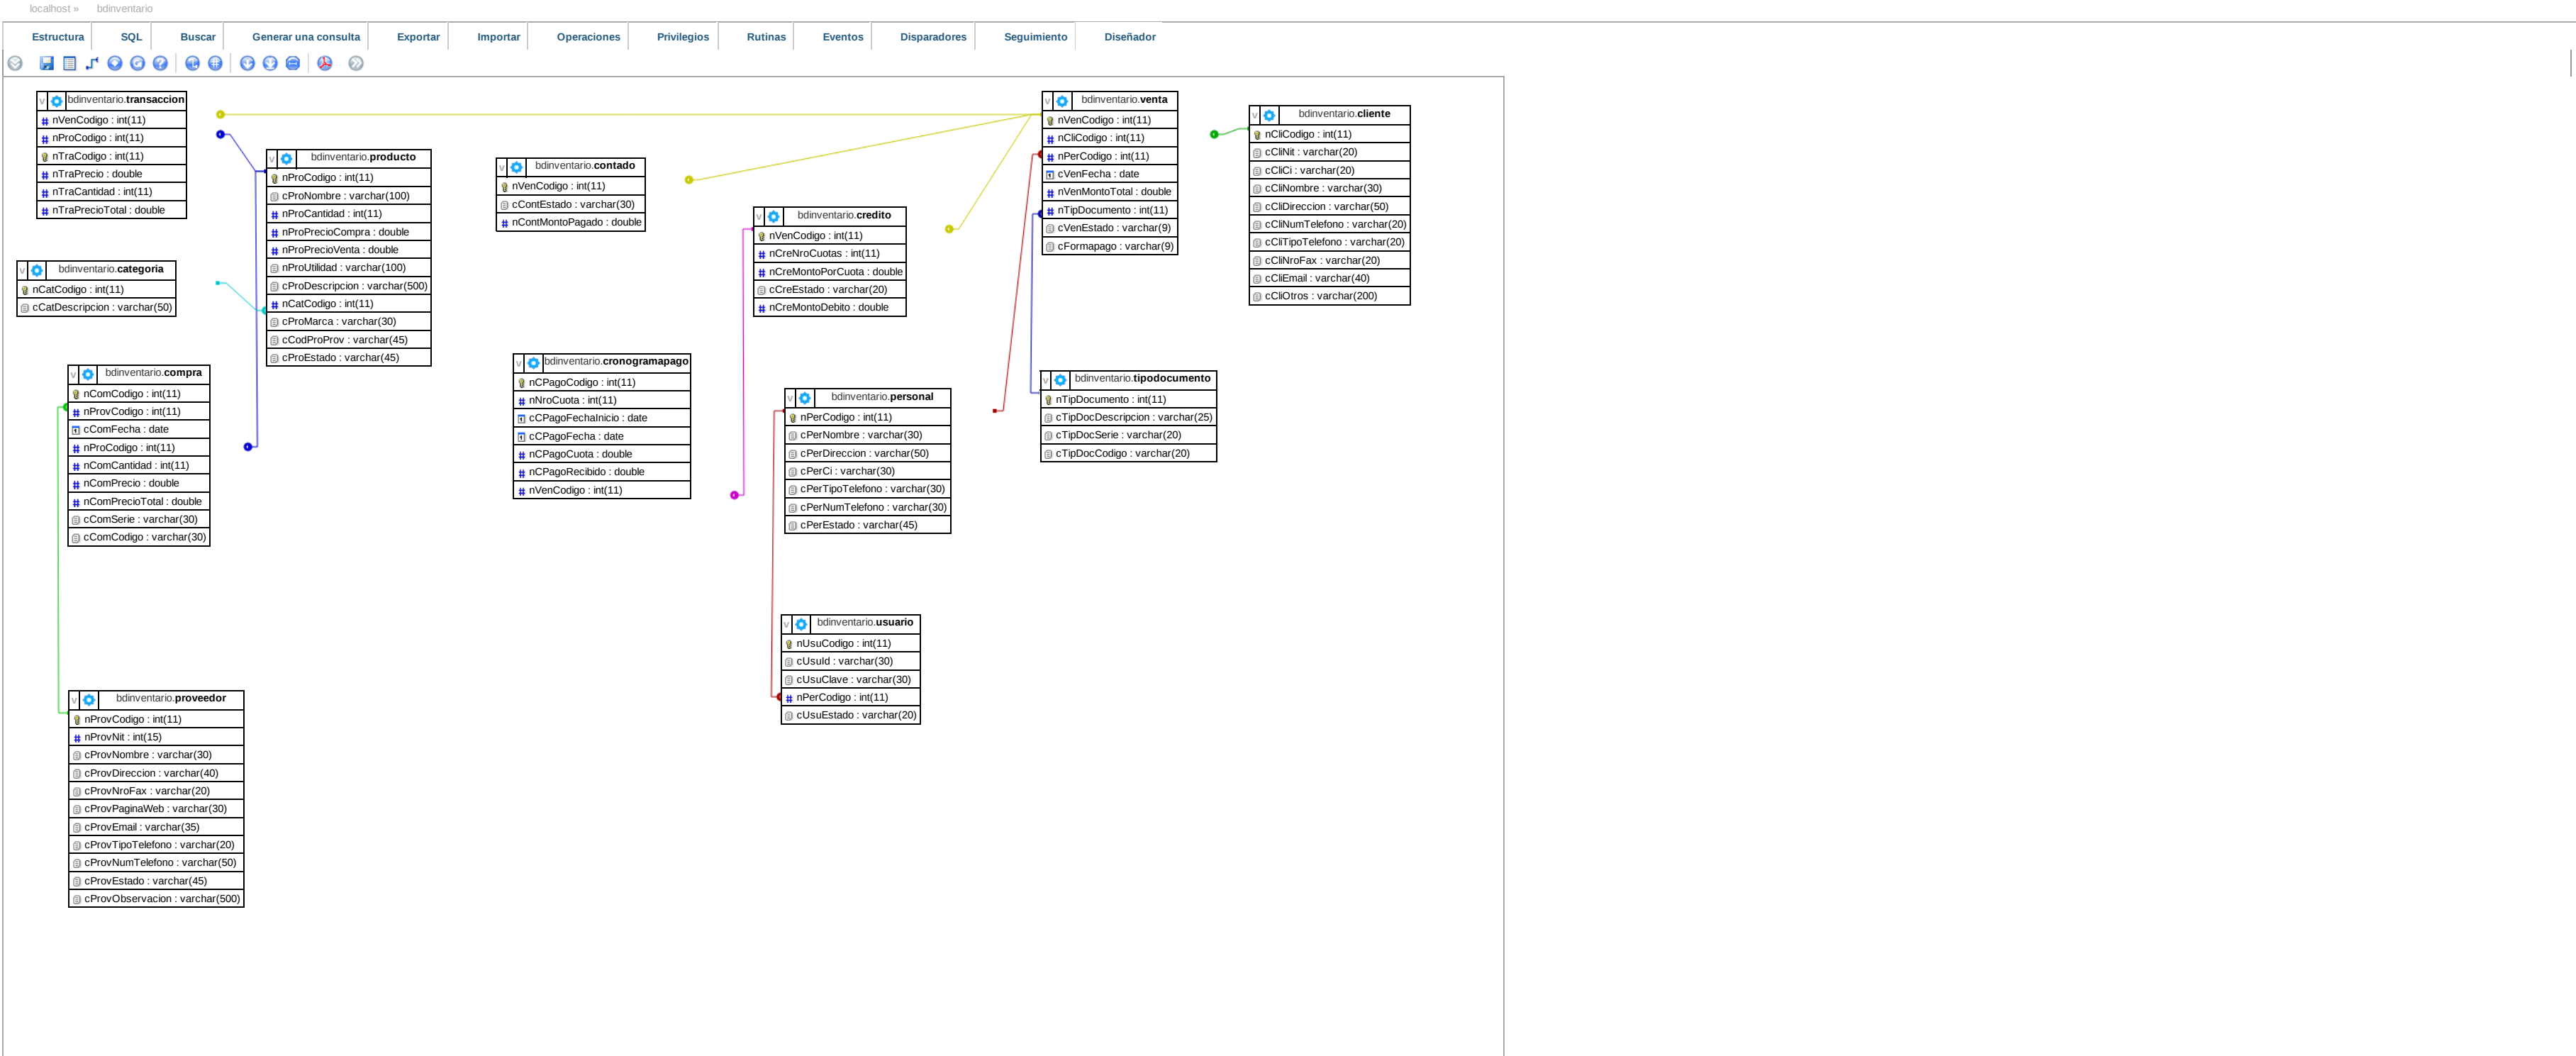 localhost » bdinventario
Estructura SQL Buscar Generar una consulta Exportar Importar Operaciones Privilegios Rutinas Eventos Disparadores Seguimiento Diseñador
v bdinventario.transaccion
nVenCodigo : int(11)
nProCodigo : int(11)
nTraCodigo : int(11)
nTraPrecio : double
nTraCantidad : int(11)
nTraPrecioTotal : double
v bdinventario.producto
nProCodigo : int(11)
cProNombre : varchar(100)
nProCantidad : int(11)
nProPrecioCompra : double
nProPrecioVenta : double
nProUtilidad : varchar(100)
cProDescripcion : varchar(500)
nCatCodigo : int(11)
cProMarca : varchar(30)
cCodProProv : varchar(45)
cProEstado : varchar(45)
v bdinventario.contado
nVenCodigo : int(11)
cContEstado : varchar(30)
nContMontoPagado : double
v bdinventario.credito
nVenCodigo : int(11)
nCreNroCuotas : int(11)
nCreMontoPorCuota : double
cCreEstado : varchar(20)
nCreMontoDebito : double
v bdinventario.venta
nVenCodigo : int(11)
nCliCodigo : int(11)
nPerCodigo : int(11)
cVenFecha : date
nVenMontoTotal : double
nTipDocumento : int(11)
cVenEstado : varchar(9)
cFormapago : varchar(9)
v bdinventario.cliente
nCliCodigo : int(11)
cCliNit : varchar(20)
cCliCi : varchar(20)
cCliNombre : varchar(30)
cCliDireccion : varchar(50)
cCliNumTelefono : varchar(20)
cCliTipoTelefono : varchar(20)
cCliNroFax : varchar(20)
cCliEmail : varchar(40)
cCliOtros : varchar(200)
v bdinventario.categoria
nCatCodigo : int(11)
cCatDescripcion : varchar(50)
v bdinventario.compra
nComCodigo : int(11)
nProvCodigo : int(11)
cComFecha : date
nProCodigo : int(11)
nComCantidad : int(11)
nComPrecio : double
nComPrecioTotal : double
cComSerie : varchar(30)
cComCodigo : varchar(30)
v bdinventario.cronogramapago
nCPagoCodigo : int(11)
nNroCuota : int(11)
cCPagoFechaInicio : date
cCPagoFecha : date
nCPagoCuota : double
nCPagoRecibido : double
nVenCodigo : int(11)
v bdinventario.personal
nPerCodigo : int(11)
cPerNombre : varchar(30)
cPerDireccion : varchar(50)
cPerCi : varchar(30)
cPerTipoTelefono : varchar(30)
cPerNumTelefono : varchar(30)
cPerEstado : varchar(45)
v bdinventario.tipodocumento
nTipDocumento : int(11)
cTipDocDescripcion : varchar(25)
cTipDocSerie : varchar(20)
cTipDocCodigo : varchar(20)
v bdinventario.usuario
nUsuCodigo : int(11)
cUsuId : varchar(30)
cUsuClave : varchar(30)
nPerCodigo : int(11)
cUsuEstado : varchar(20)
v bdinventario.proveedor
nProvCodigo : int(11)
nProvNit : int(15)
cProvNombre : varchar(30)
cProvDireccion : varchar(40)
cProvNroFax : varchar(20)
cProvPaginaWeb : varchar(30)
cProvEmail : varchar(35)
cProvTipoTelefono : varchar(20)
cProvNumTelefono : varchar(50)
cProvEstado : varchar(45)
cProvObservacion : varchar(500)